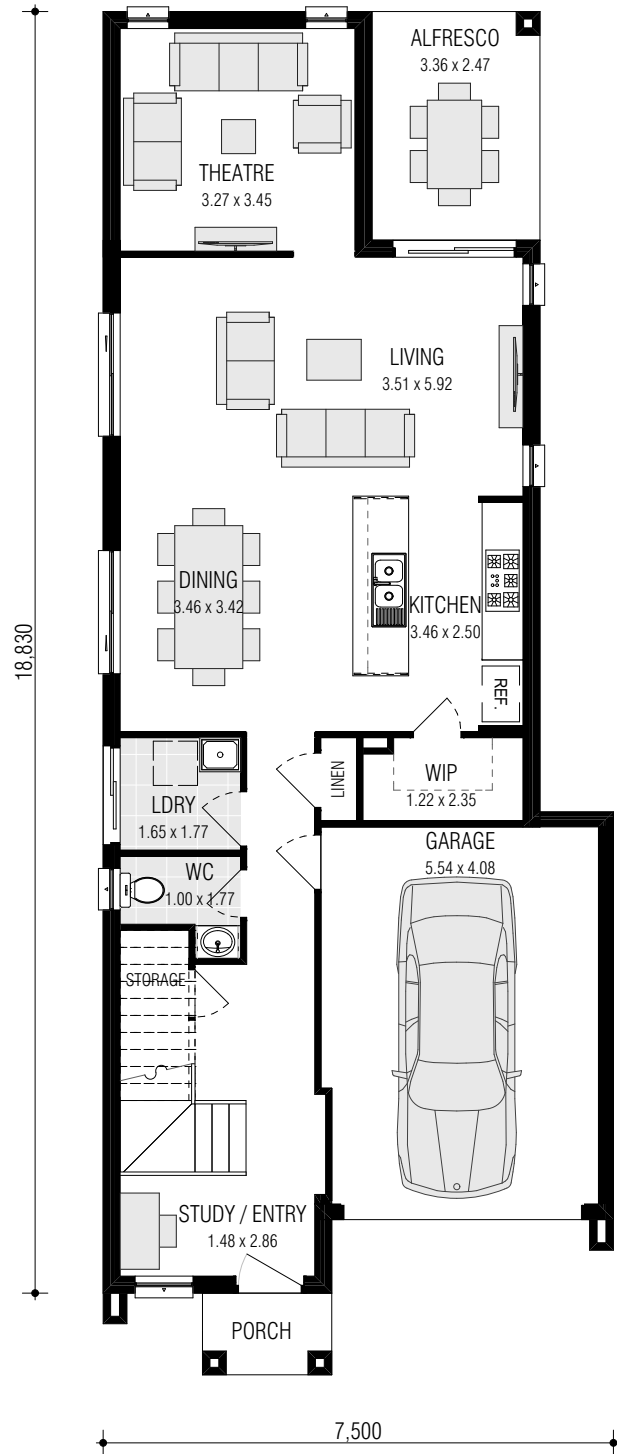 ALFRESCO
3.36 x 2.47
THEATRE
3.27 x 3.45
LIVING
3.51 x 5.92
DINING
3.46 x 3.42
KITCHEN
3.46 x 2.50
REF.
18,830
LDRY
1.65 x 1.77
LINEN
WIP
1.22 x 2.35
WC
1.00 x 1.77
GARAGE
5.54 x 4.08
STORAGE
STUDY / ENTRY
1.48 x 2.86
PORCH
7,500